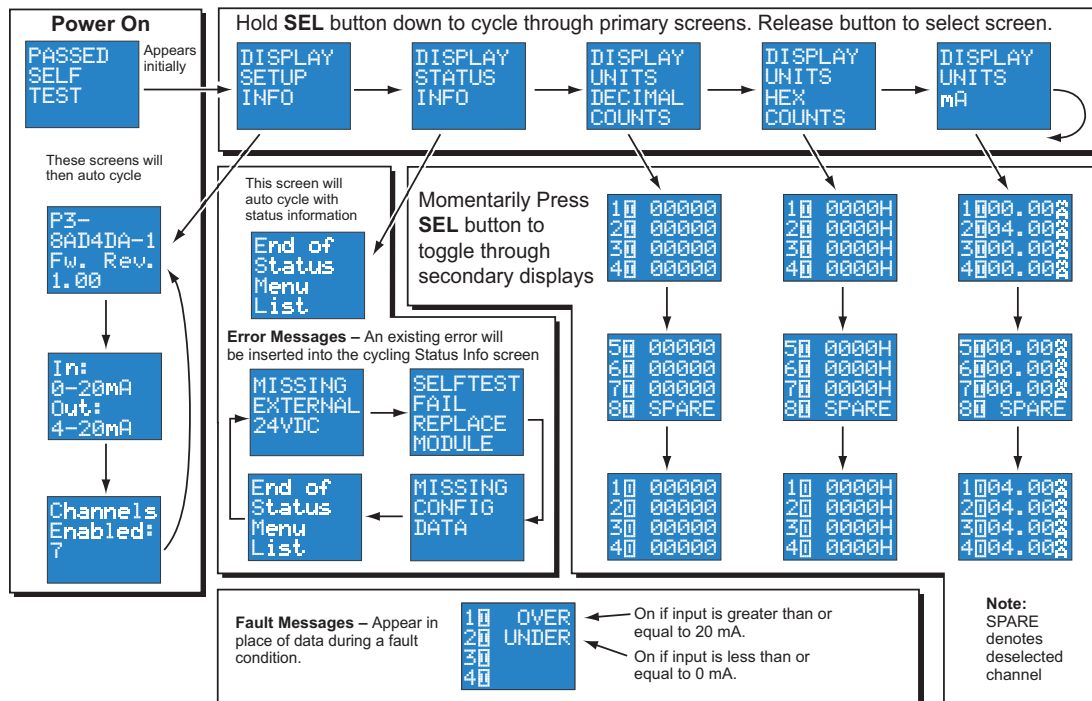 Power On
PASSED
SELF
TEST
Appears
initially
These screens will
then auto cycle
P3-
8AD4DA-1
Fw. Rev.
1.00
In:
0-20mA
Out:
4-20mA
Channels
Enabled:
7
Hold SEL button down to cycle through primary screens. Release button to select screen.
DISPLAY
SETUP
INFO
DISPLAY
STATUS
INFO
DISPLAY
UNITS
DECIMAL
COUNTS
DISPLAY
UNITS
HEX
COUNTS
DISPLAY
UNITS
mA
This screen will
auto cycle with
status information
End of
Status
Menu
List
Error Messages – An existing error will
be inserted into the cycling Status Info screen
MISSING
EXTERNAL
24VDC
SELFTEST
FAIL
REPLACE
MODULE
End of
Status
Menu
List
MISSING
CONFIG
DATA
Momentarily Press
SEL button to
toggle through
secondary displays
1I 00000
2I 00000
3I 00000
4I 00000
1I 0000H
2I 0000H
3I 0000H
4I 0000H
1I00.00mA
2I04.00mA
3I00.00mA
4I00.00mA
5I 00000
6I 00000
7I 00000
8I SPARE
5I 0000H
6I 0000H
7I 0000H
8I SPARE
5I00.00mA
6I00.00mA
7I00.00mA
8I SPARE
1O 00000
2O 00000
3O 00000
4O 00000
1O 0000H
2O 0000H
3O 0000H
4O 0000H
1O04.00mA
2O04.00mA
3O04.00mA
4O04.00mA
Fault Messages – Appear in
place of data during a fault
condition.
1I OVER
2I UNDER
3I
4I
On if input is greater than or
equal to 20 mA.
On if input is less than or
equal to 0 mA.
Note:
SPARE
denotes
deselected
channel